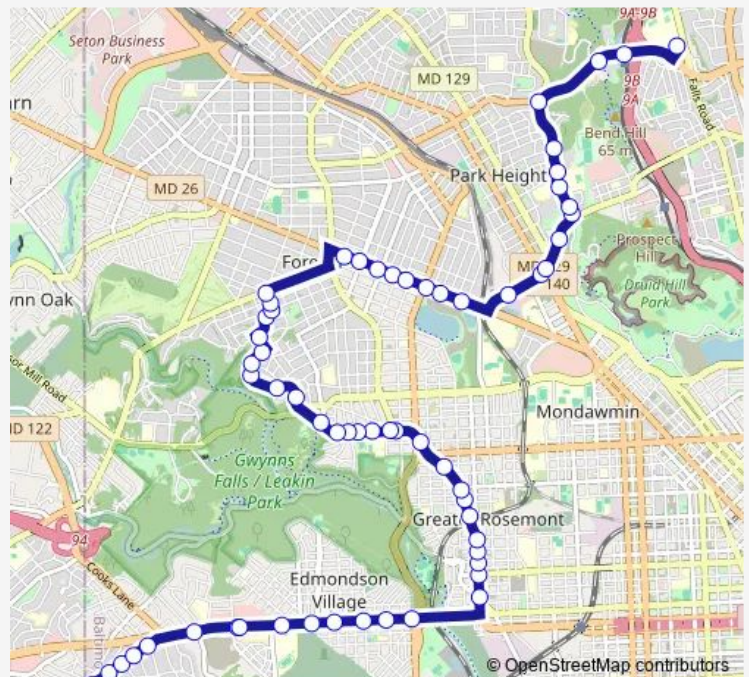 9A-9B
Seton Business
Park
MD 129
9B
9A
Falls Road
arn
Bend Hill
65 m
Park Height
MD 26
Prospect
Hill
Druid Hill
Park
140
ynn Oak
Mondawmin
MD 122
Gwynns
Falls / Leakin
Park
Great
Rosemont
94
Cooks Lane
Edmondson
Village
© OpenStreetMap contributors